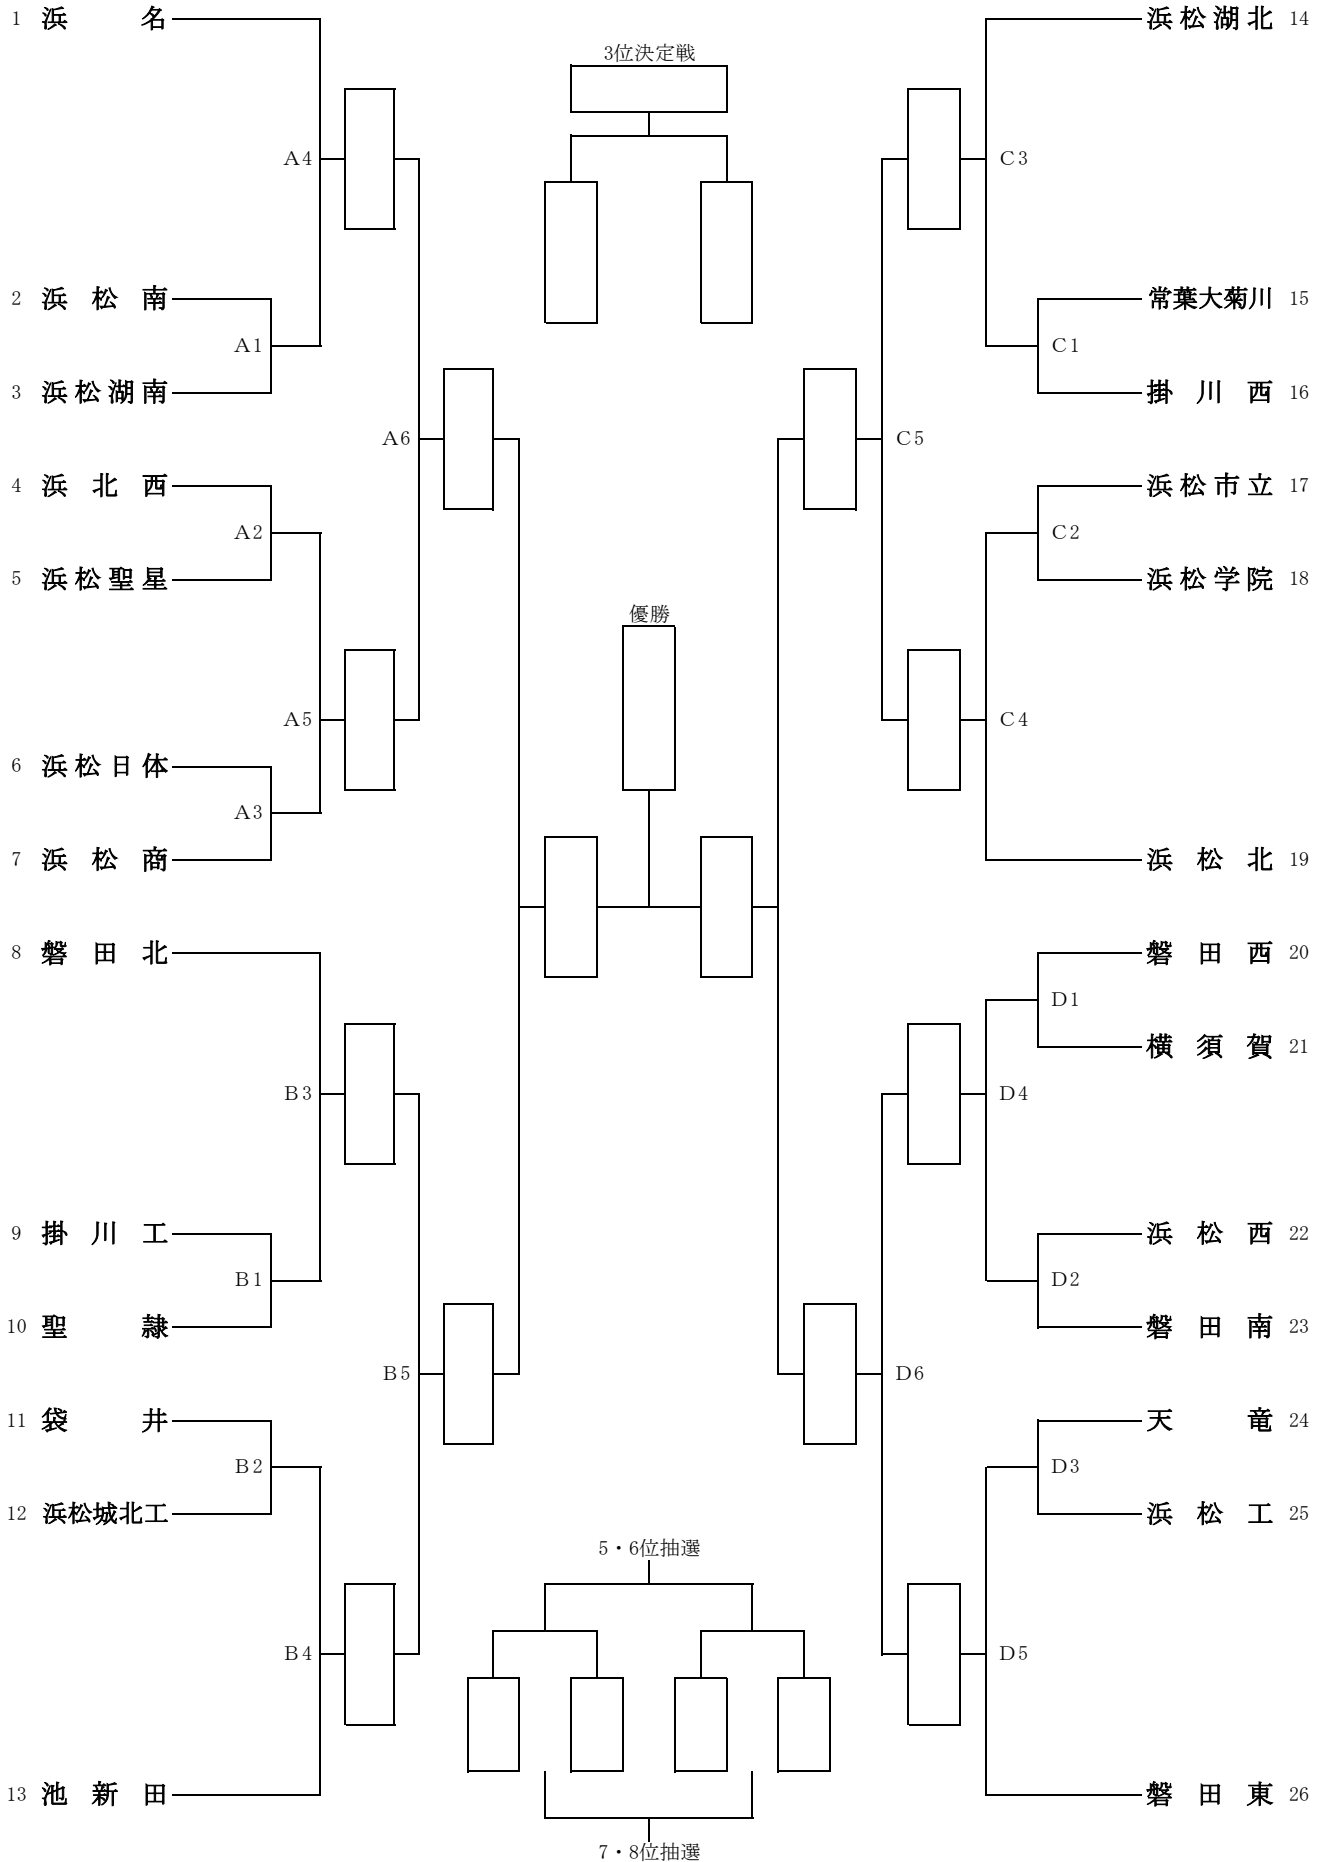 1 浜名
浜松湖北 14
3位決定戦
A4
C3
2 浜松南
常葉大菊川 15
A1
C1
3 浜松湖南
掛川西 16
A6
C5
4 浜北西
浜松市立 17
A2
C2
5 浜松聖星
浜松学院 18
優勝
A5
C4
6 浜松日体
A3
7 浜松商
浜松北 19
8 磐田北
磐田西 20
D1
横須賀 21
B3
D4
9 掛川工
浜松西 22
B1
D2
10 聖隷
磐田南 23
B5
D6
11 袋井
天竜 24
B2
D3
12 浜松城北工
浜松工 25
5・6位抽選
B4
D5
13 池新田
磐田東 26
7・8位抽選